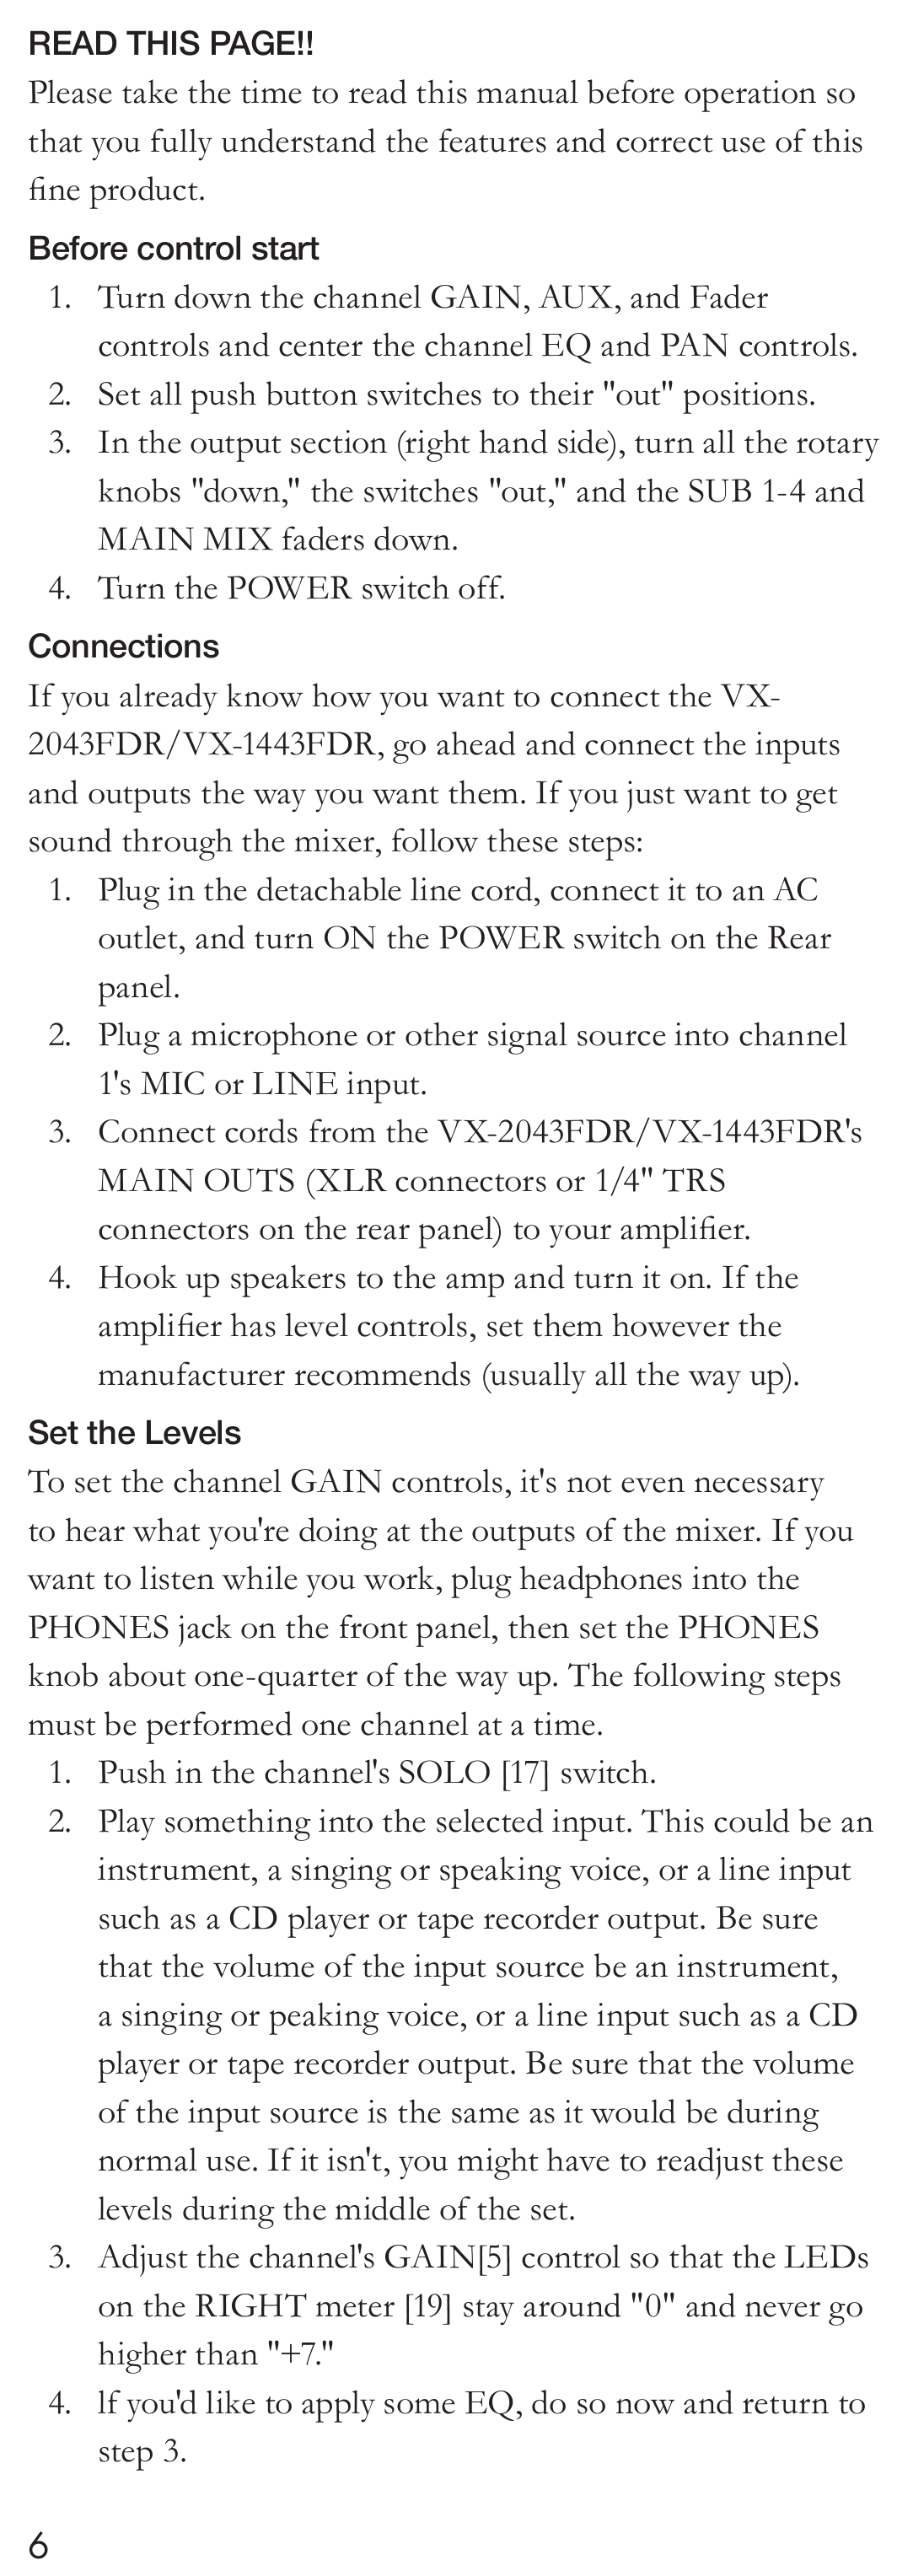 READ THIS PAGE!!
Please take the time to read this manual before operation so
that you fully understand the features and correct use of this
fine product.
Before control start
1. Turn down the channel GAIN, AUX, and Fader
controls and center the channel EQ and PAN controls.
2. Set all push button switches to their "out" positions.
3. In the output section (right hand side), turn all the rotary
knobs "down," the switches "out," and the SUB 1-4 and
MAIN MIX faders down.
4. Turn the POWER switch off.
Connections
If you already know how you want to connect the VX-
2043FDR/VX-1443FDR, go ahead and connect the inputs
and outputs the way you want them. If you just want to get
sound through the mixer, follow these steps:
1. Plug in the detachable line cord, connect it to an AC
outlet, and turn ON the POWER switch on the Rear
panel.
2. Plug a microphone or other signal source into channel
1's MIC or LINE input.
3. Connect cords from the VX-2043FDR/VX-1443FDR's
MAIN OUTS (XLR connectors or 1/4" TRS
connectors on the rear panel) to your amplifier.
4. Hook up speakers to the amp and turn it on. If the
amplifier has level controls, set them however the
manufacturer recommends (usually all the way up).
Set the Levels
To set the channel GAIN controls, it's not even necessary
to hear what you're doing at the outputs of the mixer. If you
want to listen while you work, plug headphones into the
PHONES jack on the front panel, then set the PHONES
knob about one-quarter of the way up. The following steps
must be performed one channel at a time.
1. Push in the channel's SOLO [17] switch.
2. Play something into the selected input. This could be an
instrument, a singing or speaking voice, or a line input
such as a CD player or tape recorder output. Be sure
that the volume of the input source be an instrument,
a singing or peaking voice, or a line input such as a CD
player or tape recorder output. Be sure that the volume
of the input source is the same as it would be during
normal use. If it isn't, you might have to readjust these
levels during the middle of the set.
3. Adjust the channel's GAIN[5] control so that the LEDs
on the RIGHT meter [19] stay around "0" and never go
higher than "+7."
4. lf you'd like to apply some EQ, do so now and return to
step 3.
6